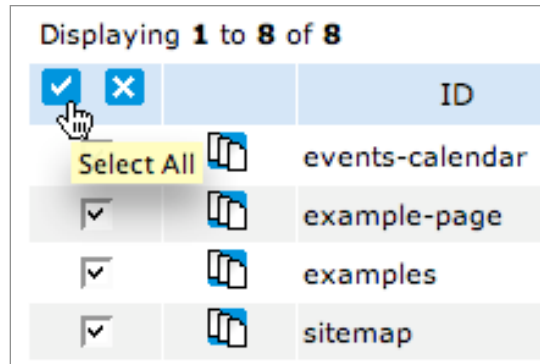 Displaying 1 to 8 of 8
ID
Select All
events-calendar
example-page
examples
sitemap